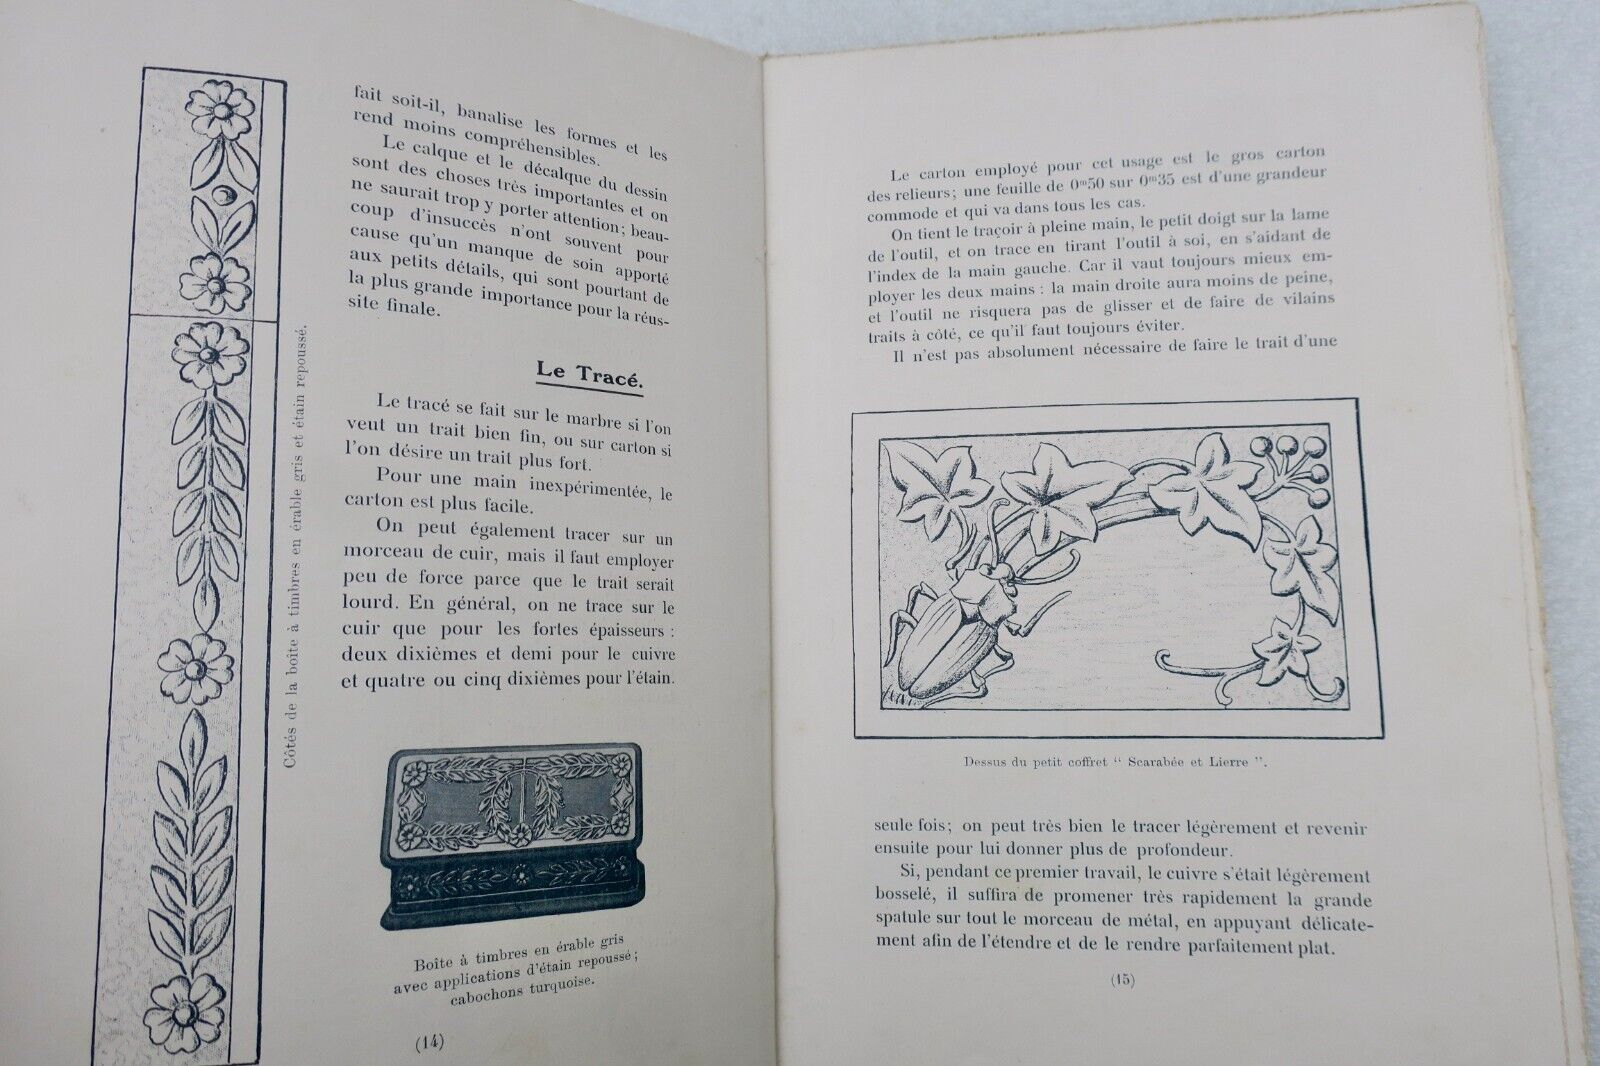 fait soit-il, banalise les formes et les
rend moins compréhensibles.
Le calque et le décalque du dessin
sont des choses très importantes et on
ne saurait trop y porter attention; beau-
coup d'insuccès n'ont souvent pour
cause qu'un manque de soin apporté
aux petits détails, qui sont pourtant de
la plus grande importance pour la réus-
site finale.
Le Tracé.
Le tracé se fait sur le marbre si l'on
veut un trait bien fin, ou sur carton si
l'on désire un trait plus fort.
Pour une main inexpérimentée, le
carton est plus facile.
On peut également tracer sur un
morceau de cuir, mais il faut employer
peu de force parce que le trait serait
lourd. En général, on ne trace sur le
cuir que pour les fortes épaisseurs :
deux dixièmes et demi pour le cuivre
et quatre ou cinq dixièmes pour l'étain.
Côtés de la boîte à timbres en érable gris et étain repoussé.
Boîte à timbres en érable gris
avec applications d'étain repoussé;
cabochons turquoise.
(14)
Le carton employé pour cet usage est le gros carton
des relieurs; une feuille de 0m50 sur 0m35 est d'une grandeur
commode et qui va dans tous les cas.
On tient le traçoir à pleine main, le petit doigt sur la lame
de l'outil, et on trace en tirant l'outil à soi, en s'aidant de
l'index de la main gauche. Car il vaut toujours mieux em-
ployer les deux mains : la main droite aura moins de peine,
et l'outil ne risquera pas de glisser et de faire de vilains
traits à côté, ce qu'il faut toujours éviter.
Il n'est pas absolument nécessaire de faire le trait d'une
Dessus du petit coffret “ Scarabée et Lierre ”.
seule fois; on peut très bien le tracer légèrement et revenir
ensuite pour lui donner plus de profondeur.
Si, pendant ce premier travail, le cuivre s'était légèrement
bosselé, il suffira de promener très rapidement la grande
spatule sur tout le morceau de métal, en appuyant délicate-
ment afin de l'étendre et de le rendre parfaitement plat.
(15)